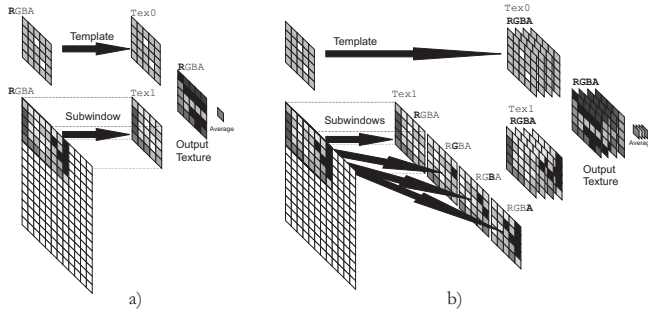 RGBA
Tex0
Template
RGBA
RGBA
Tex1
Subwindow
Average
Output
Texture
a)
Tex0
RGBA
Template
RGBA
Tex1
Tex1
RGBA
RGBA
Subwindows
RGBA
RGBA
RGBA
Average
Output
Texture
b)